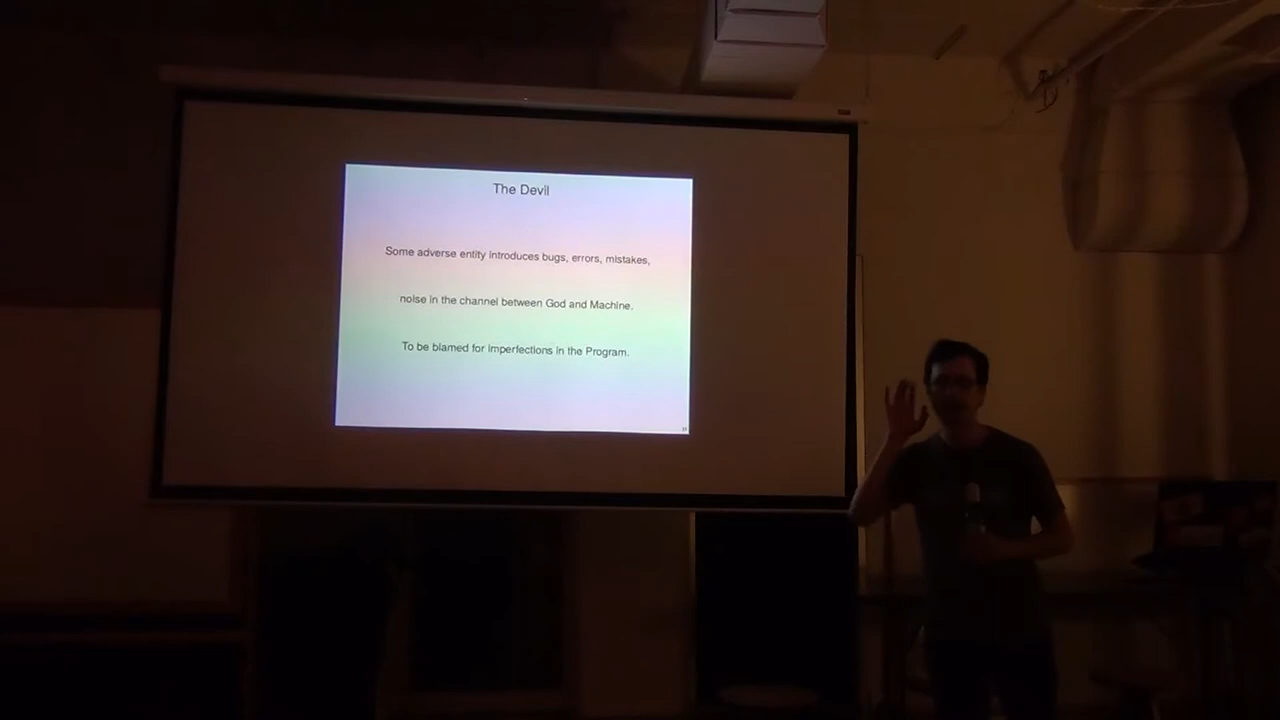 The Devil
Some adverse entity introduces bugs, errors, mistakes,
noise in the channel between God and Machine.
To be blamed for imperfections in the Program.